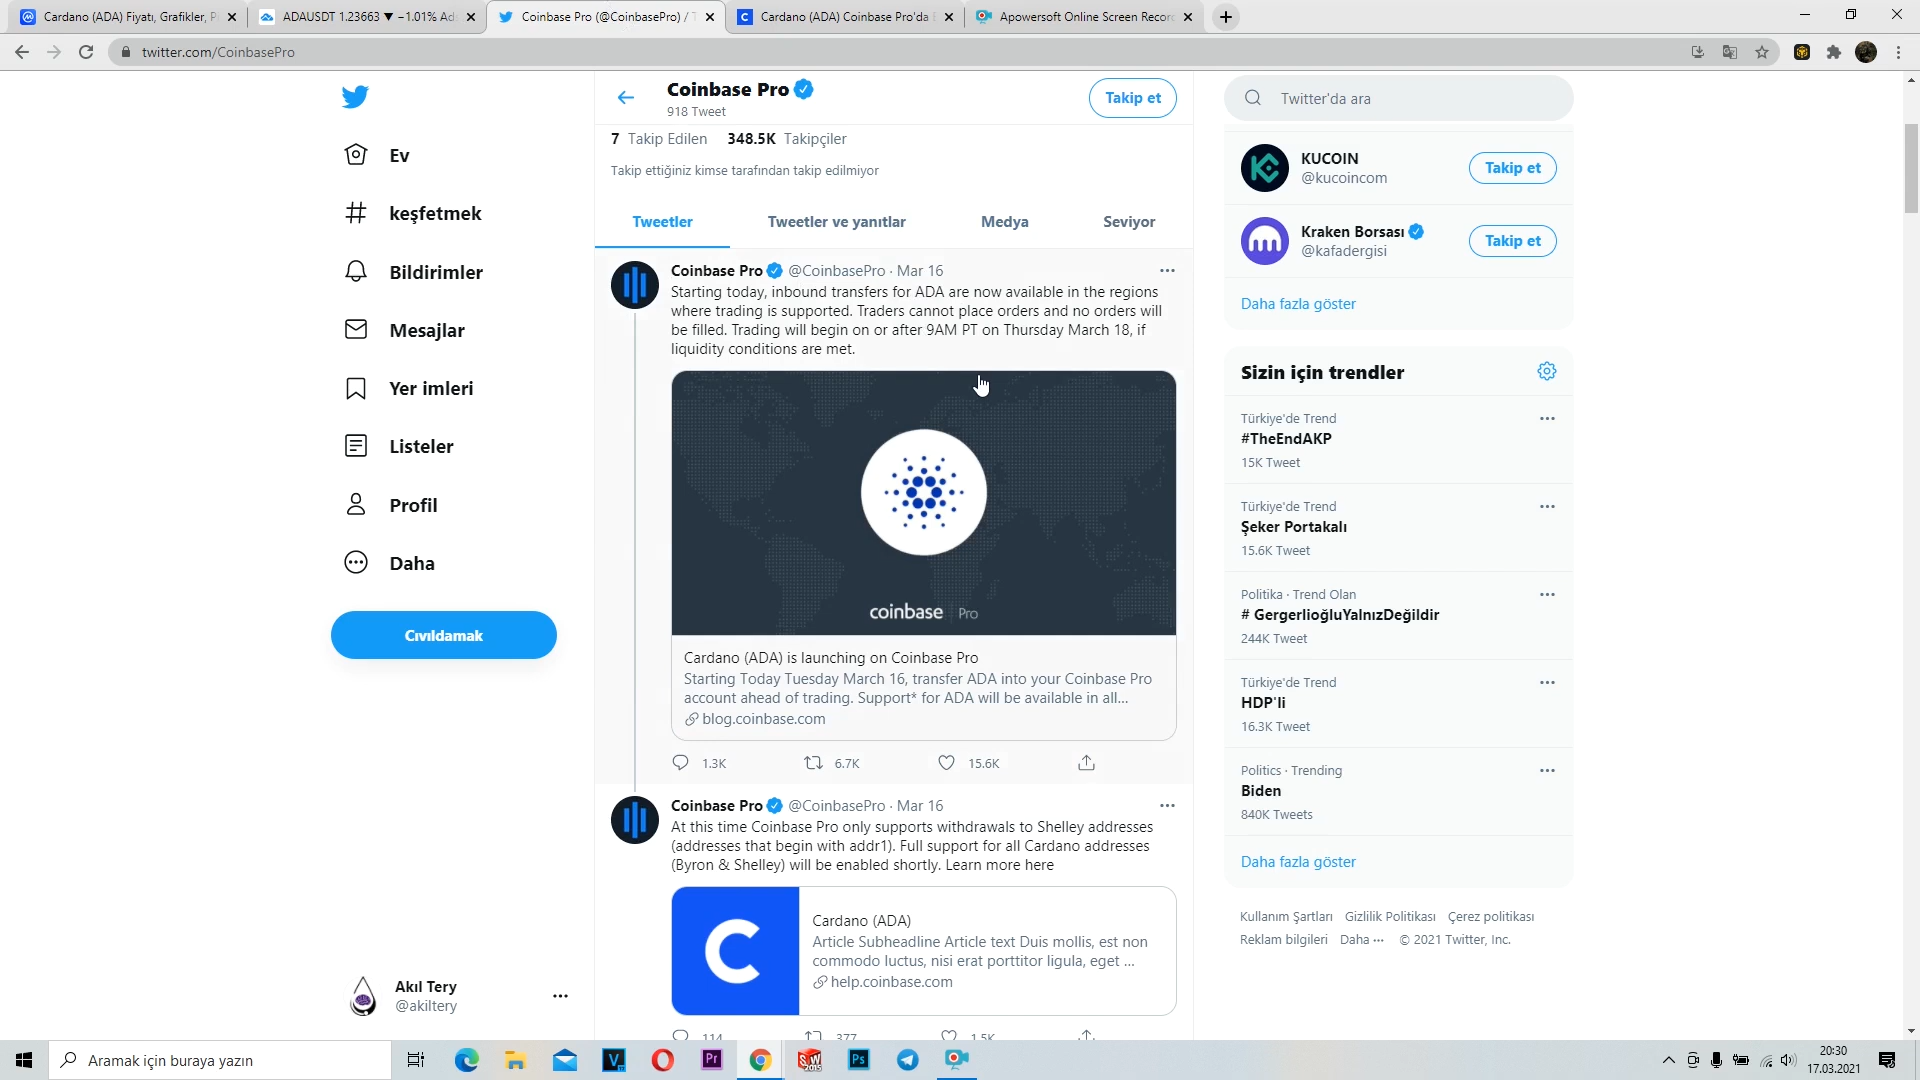 Cardano (ADA) Fiyatı, Grafikler, P
ADAUSDT 1.23663 ▼ −1.01% Ad
Coinbase Pro (@CoinbasePro) / T
Cardano (ADA) Coinbase Pro'da
Apowersoft Online Screen Record
twitter.com/CoinbasePro
Ev
keşfetmek
Bildirimler
Mesajlar
Yer imleri
Listeler
Profil
Daha
Cıvıldamak
Akıl Tery
@akiltery
Coinbase Pro
918 Tweet
Takip et
7 Takip Edilen 348.5K Takipçiler
Takip ettiğiniz kimse tarafından takip edilmiyor
Tweetler Tweetler ve yanıtlar Medya Seviyor
Coinbase Pro @CoinbasePro · Mar 16
Starting today, inbound transfers for ADA are now available in the regions
where trading is supported. Traders cannot place orders and no orders will
be filled. Trading will begin on or after 9AM PT on Thursday March 18, if
liquidity conditions are met.
coinbase Pro
Cardano (ADA) is launching on Coinbase Pro
Starting Today Tuesday March 16, transfer ADA into your Coinbase Pro
account ahead of trading. Support* for ADA will be available in all...
blog.coinbase.com
1.3K 6.7K 15.6K
Coinbase Pro @CoinbasePro · Mar 16
At this time Coinbase Pro only supports withdrawals to Shelley addresses
(addresses that begin with addr1). Full support for all Cardano addresses
(Byron & Shelley) will be enabled shortly. Learn more here
C
Cardano (ADA)
Article Subheadline Article text Duis mollis, est non
commodo luctus, nisi erat porttitor ligula, eget ...
help.coinbase.com
114 377 1.5K
Twitter'da ara
KUCOIN
@kucoincom
Takip et
Kraken Borsası
@kafadergisi
Takip et
Daha fazla göster
Sizin için trendler
Türkiye'de Trend
#TheEndAKP
15K Tweet
Türkiye'de Trend
Şeker Portakalı
15.6K Tweet
Politika · Trend Olan
# GergerlioğluYalnızDeğildir
244K Tweet
Türkiye'de Trend
HDP'li
16.3K Tweet
Politics · Trending
Biden
840K Tweets
Daha fazla göster
Kullanım Şartları Gizlilik Politikası Çerez politikası
Reklam bilgileri Daha ··· © 2021 Twitter, Inc.
Aramak için buraya yazın
V
Pr
SW
2015
Ps
20:30
17.03.2021